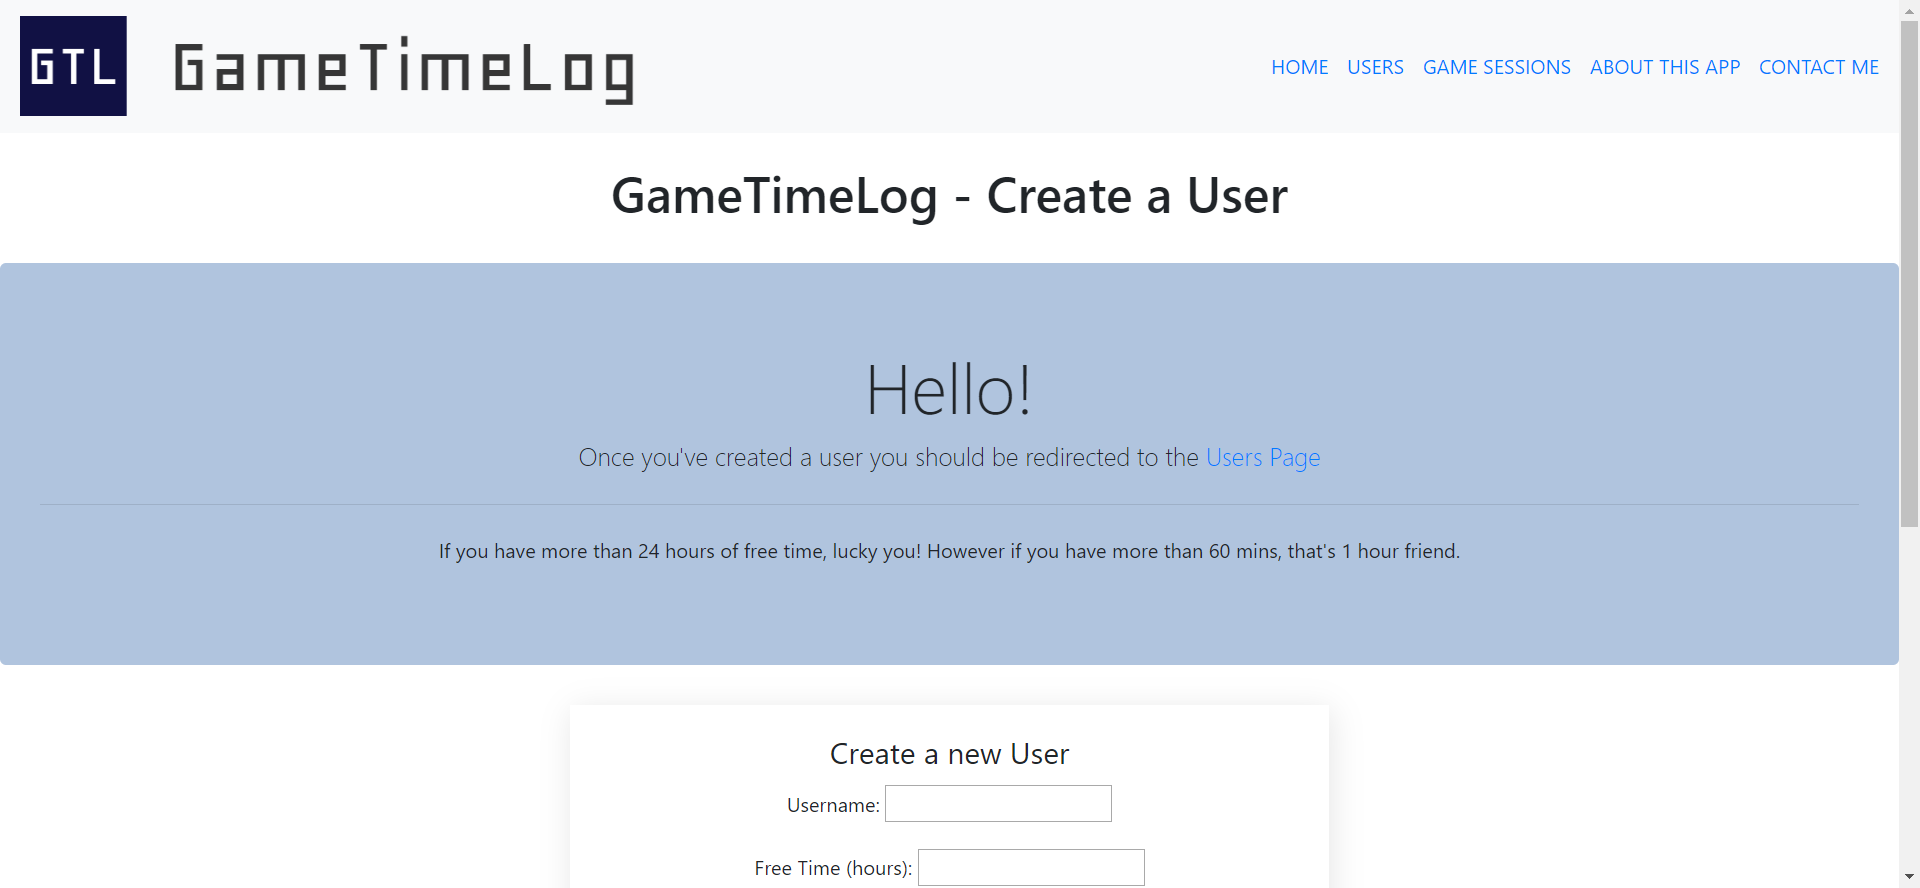 GTL GameTimeLog HOME USERS GAME SESSIONS ABOUT THIS APP CONTACT ME
GameTimeLog - Create a User
Hello!
Once you've created a user you should be redirected to the Users Page
If you have more than 24 hours of free time, lucky you! However if you have more than 60 mins, that's 1 hour friend.
Create a new User
Username:
Free Time (hours):